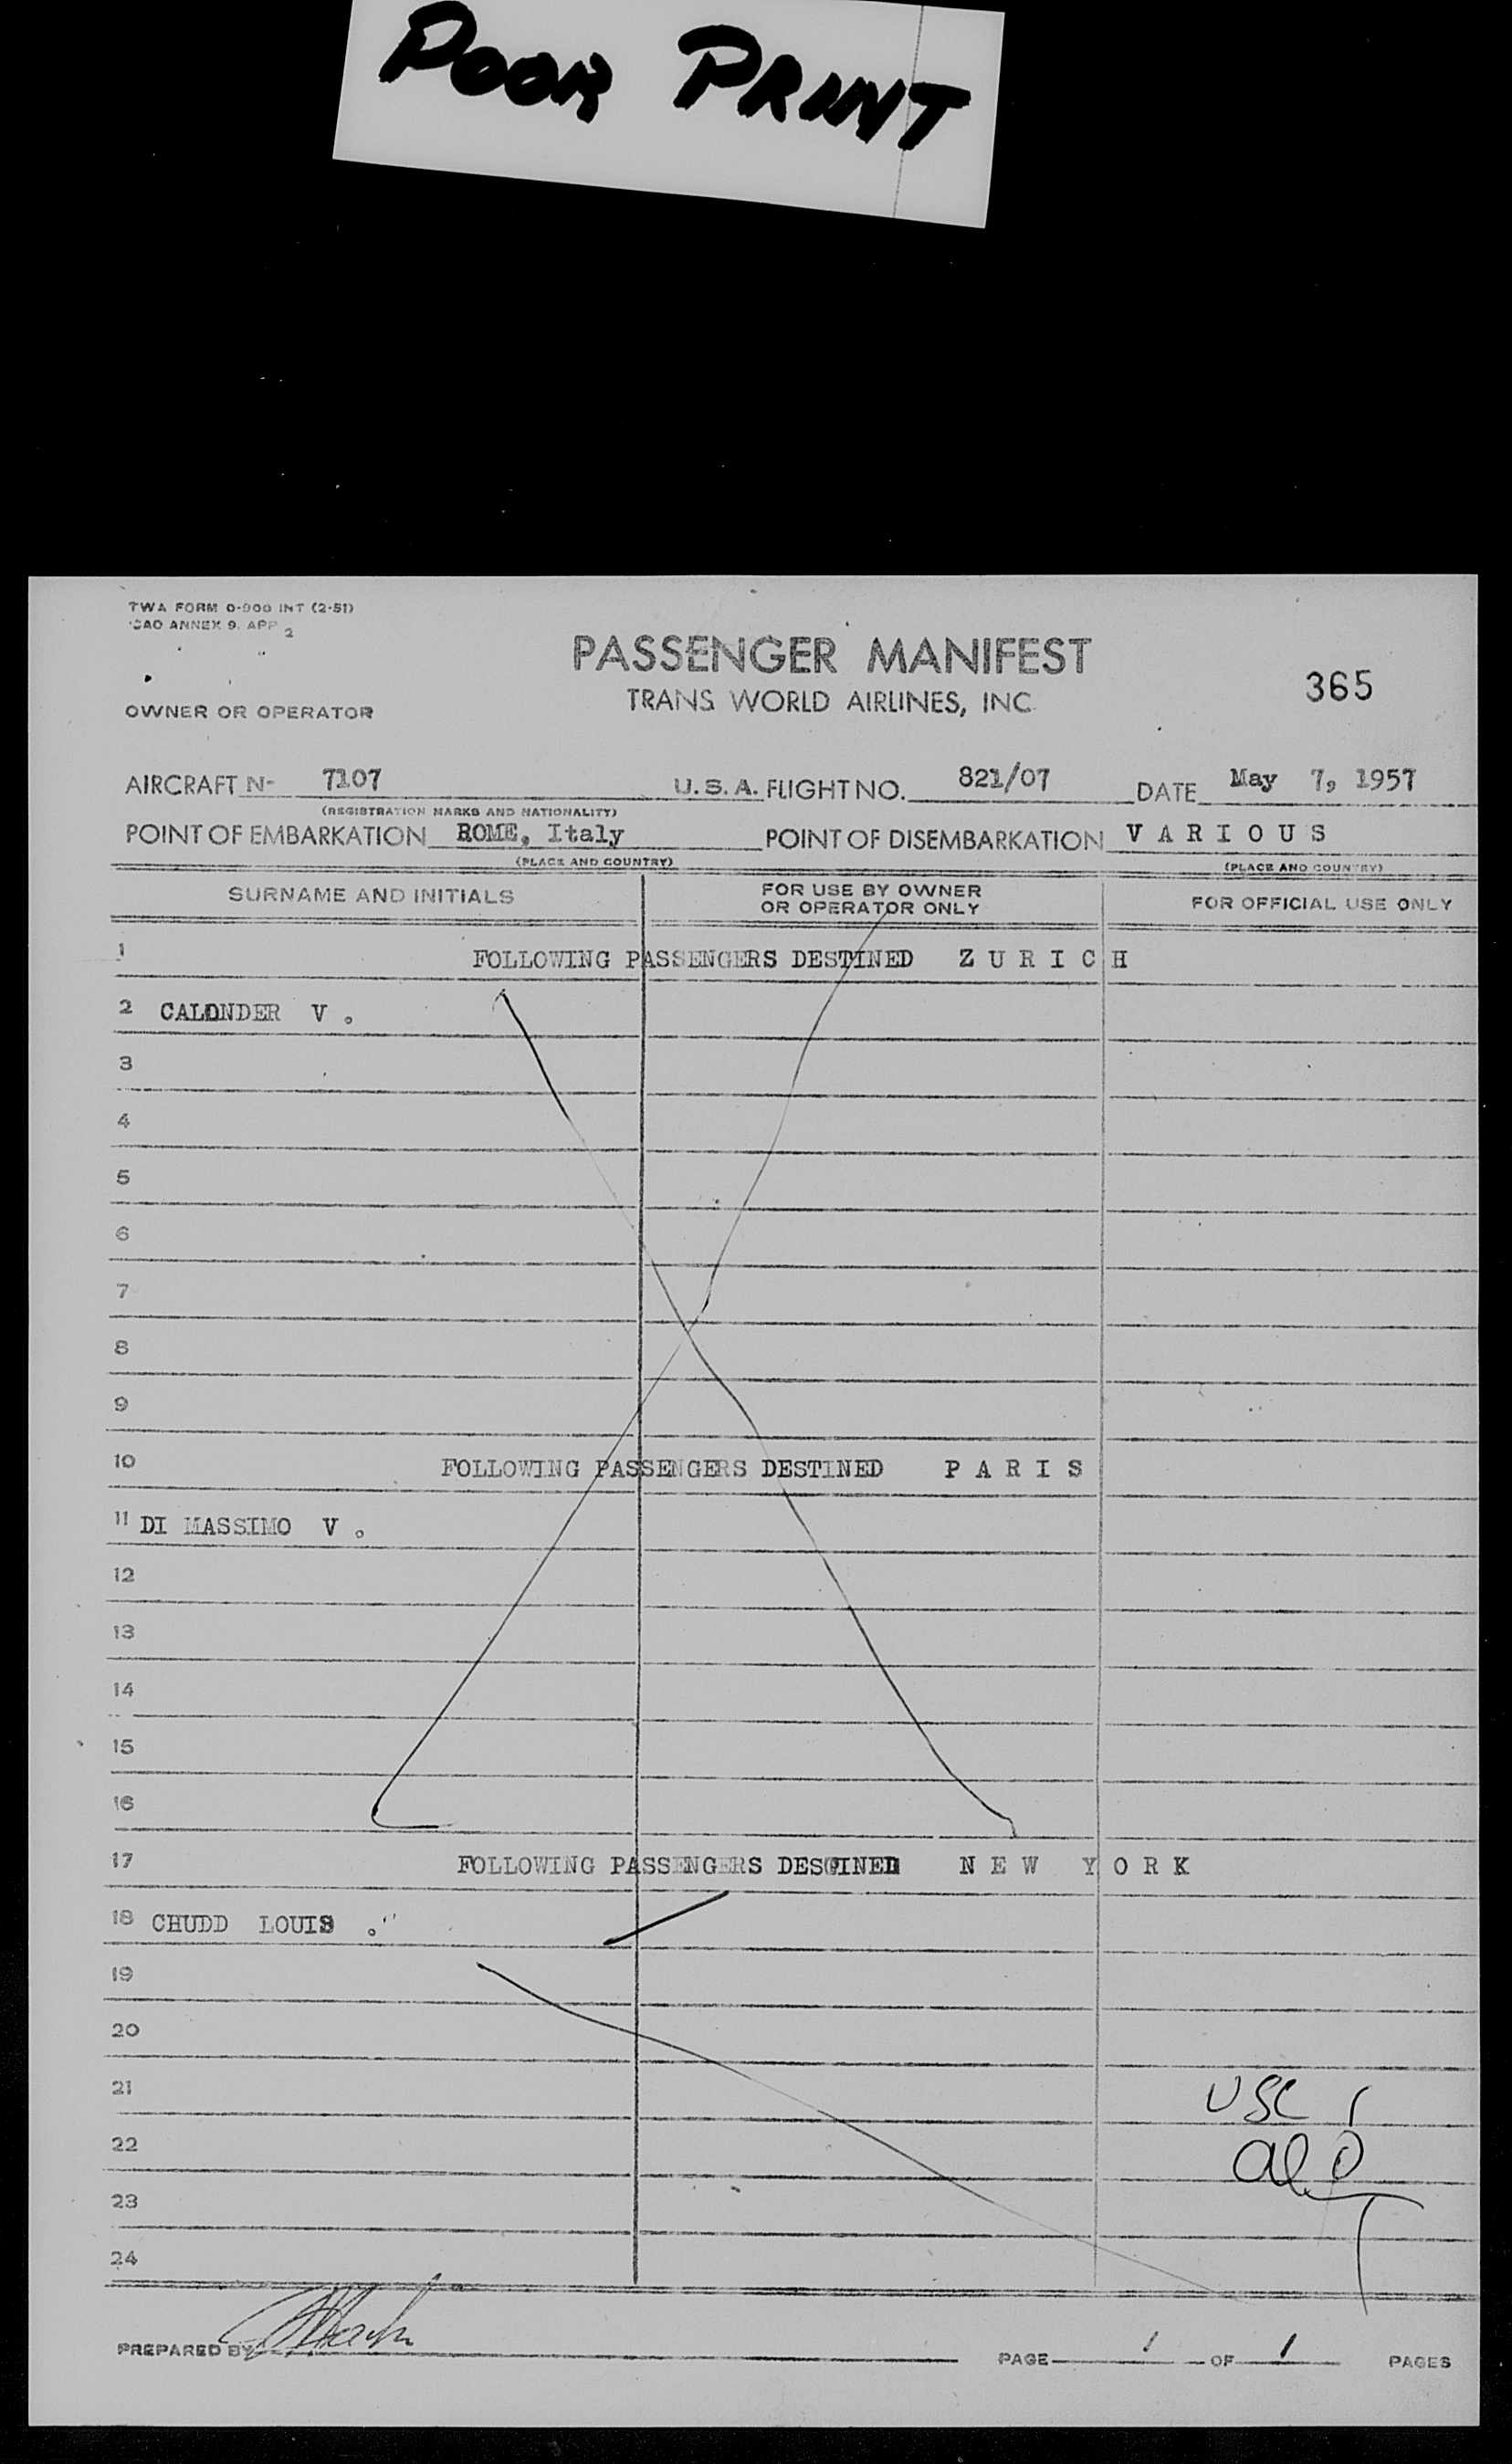 POOR PRINT
TWA FORM O-900 INT (2-51)
ICAO ANNEX 9. APP 2
PASSENGER MANIFEST
365
TRANS WORLD AIRLINES, INC
OWNER OR OPERATOR
AIRCRAFT N- 7107 U.S.A. FLIGHT NO. 821/07 DATE May 7, 1957
(REGISTRATION MARKS AND NATIONALITY)
POINT OF EMBARKATION ROME, Italy POINT OF DISEMBARKATION V A R I O U S
(PLACE AND COUNTRY) (PLACE AND COUNTRY)
SURNAME AND INITIALS FOR USE BY OWNER OR OPERATOR ONLY FOR OFFICIAL USE ONLY
1 FOLLOWING PASSENGERS DESTINED Z U R I C H
2 CALONDER V .
3
4
5
6
7
8
9
10 FOLLOWING PASSENGERS DESTINED P A R I S
11 DI MASSIMO V .
12
13
14
15
16
17 FOLLOWING PASSENGERS DESTINED N E W Y O R K
18 CHUDD LOUIS .
19
20
21 USC 1
22 al 0
23
24
PREPARED BY
PAGE 1 OF 1 PAGES